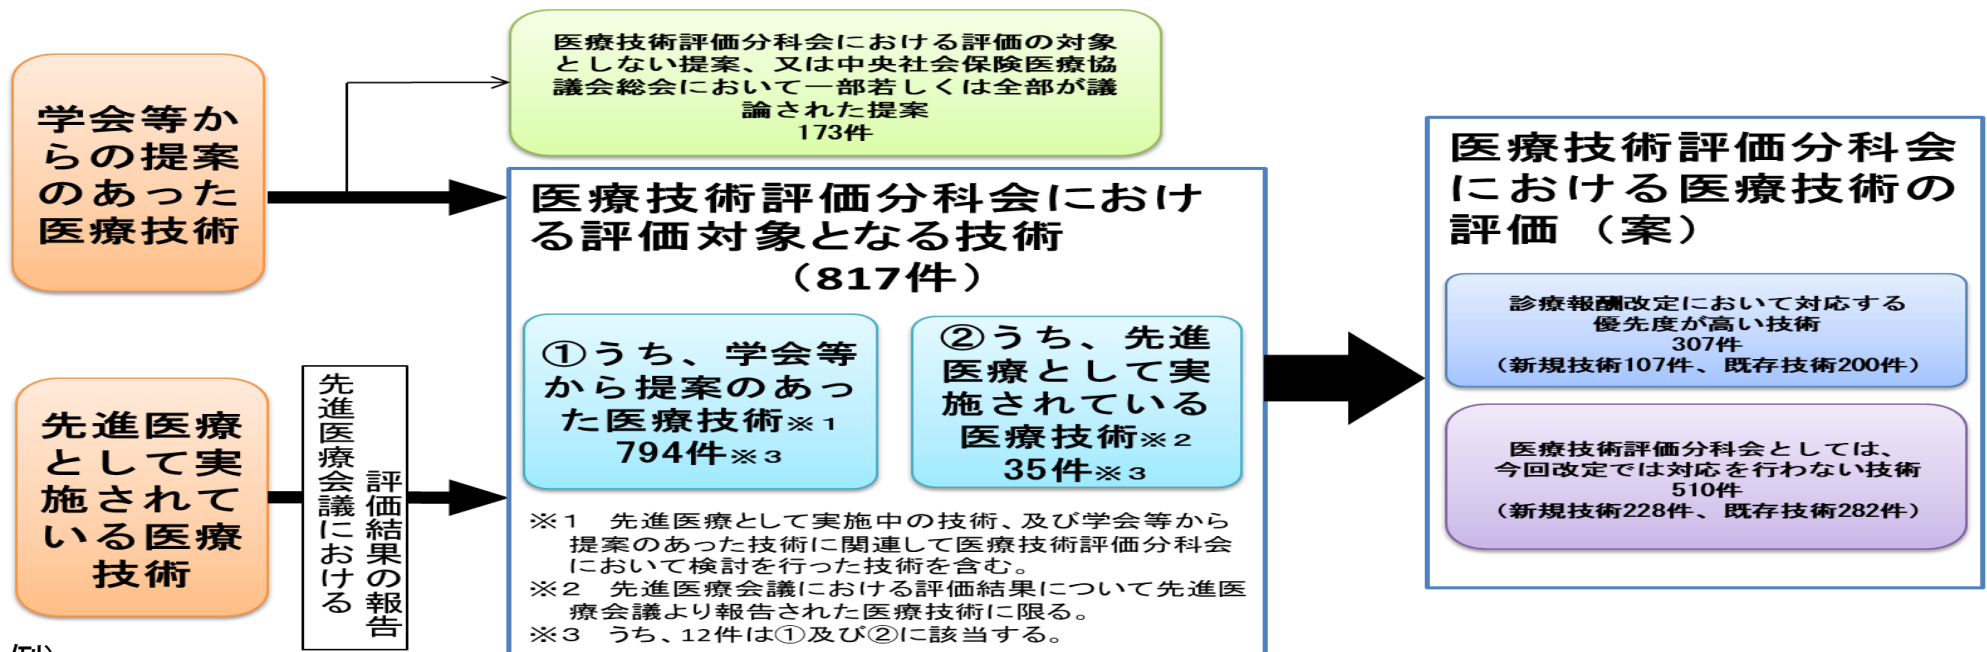 学会等か
らの提案
のあった
医療技術
医療技術評価分科会における評価の対象
としない提案、又は中央社会保険医療協
議会総会において一部若しくは全部が議
論された提案
173件
先進医療
として実
施されて
いる医療
技術
先進医療会議における
評価結果の報告
医療技術評価分科会におけ
る評価対象となる技術
（817件）
①うち、学会等
から提案のあっ
た医療技術※1
794件※3
②うち、先進
医療として実
施されている
医療技術※2
35件※3
※1 先進医療として実施中の技術、及び学会等から
提案のあった技術に関連して医療技術評価分科会
において検討を行った技術を含む。
※2 先進医療会議における評価結果について先進医
療会議より報告された医療技術に限る。
※3 うち、12件は①及び②に該当する。
医療技術評価分科会
における医療技術の
評価（案）
診療報酬改定において対応する
優先度が高い技術
307件
（新規技術107件、既存技術200件）
医療技術評価分科会としては、
今回改定では対応を行わない技術
510件
（新規技術228件、既存技術282件）